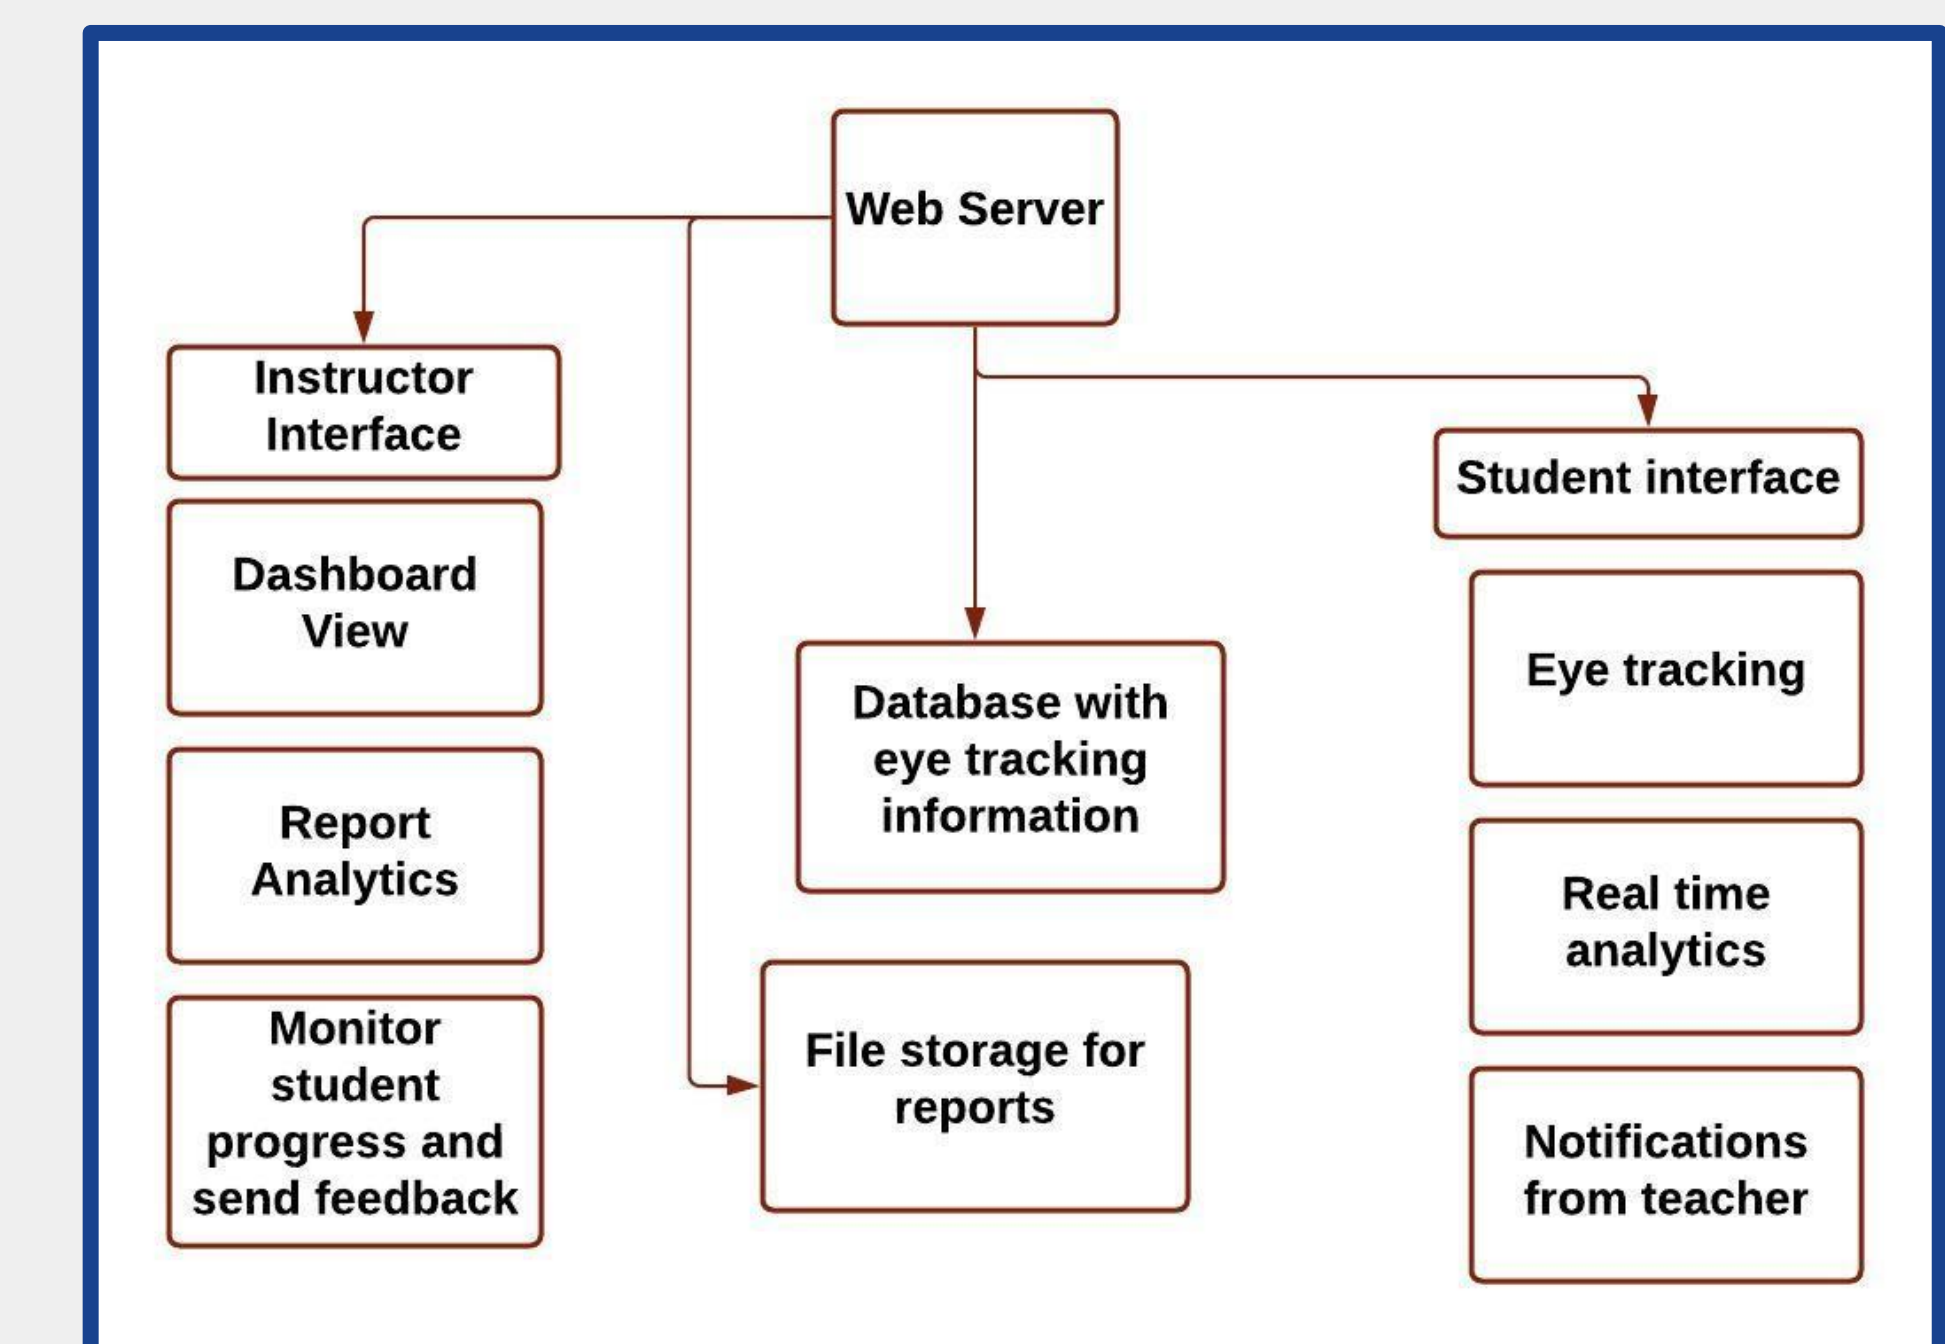 Web Server
Instructor
Interface
Dashboard
View
Report
Analytics
Monitor
student
progress and
send feedback
Database with
eye tracking
information
File storage for
reports
Student interface
Eye tracking
Real time
analytics
Notifications
from teacher